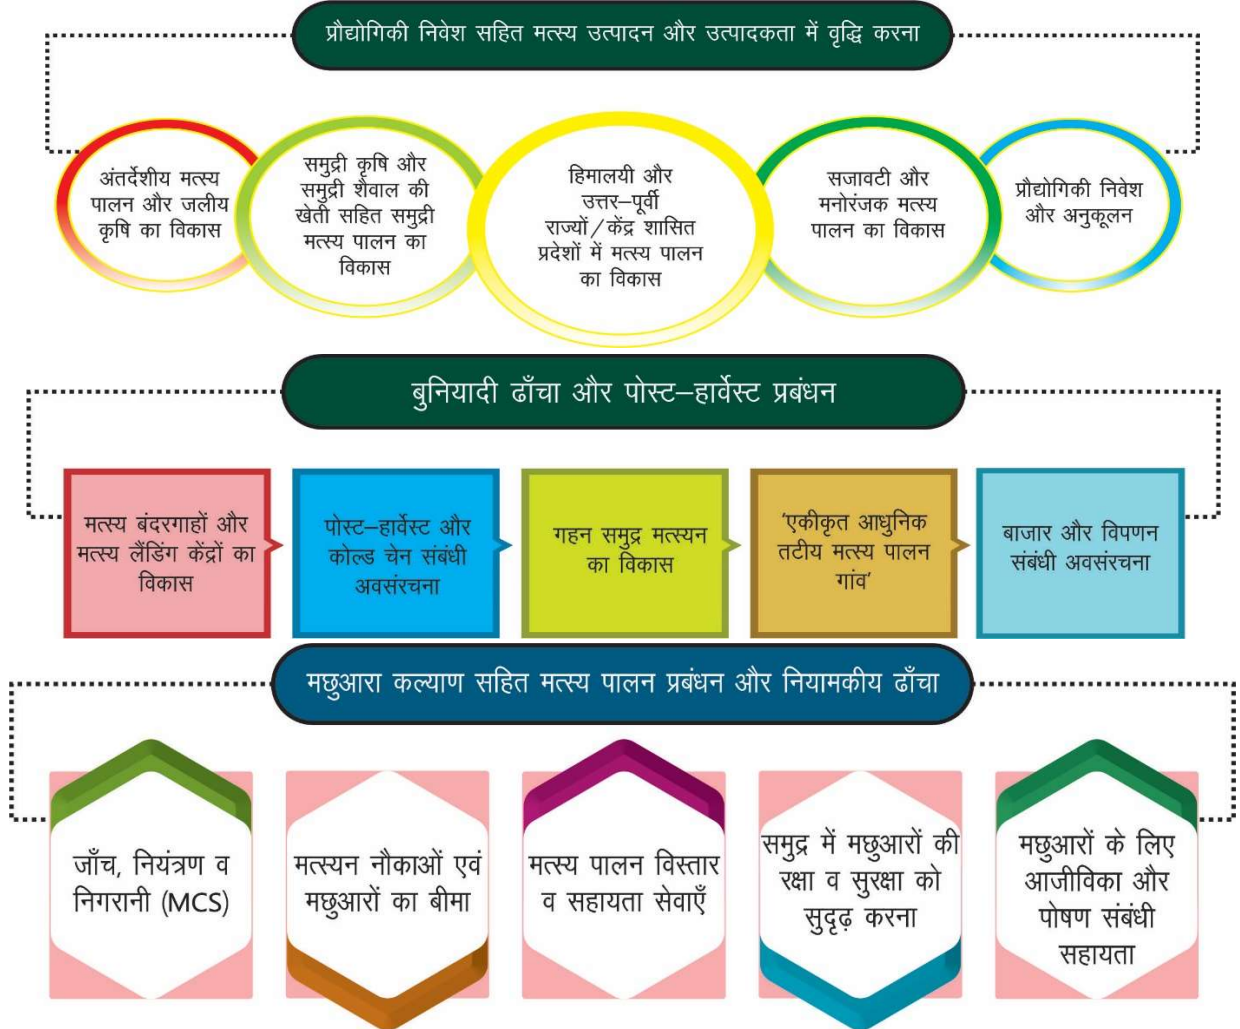 प्रौद्योगिकी निवेश सहित मत्स्य उत्पादन और उत्पादकता में वृद्धि करना
अंतर्देशीय मत्स्य
पालन और जलीय
कृषि का विकास
समुद्री कृषि और
समुद्री शैवाल की
खेती सहित समुद्री
मत्स्य पालन का
विकास
हिमालयी और
उत्तर–पूर्वी
राज्यों/केंद्र शासित
प्रदेशों में मत्स्य पालन
का विकास
सजावटी और
मनोरंजक मत्स्य
पालन का विकास
प्रौद्योगिकी निवेश
और अनुकूलन
बुनियादी ढाँचा और पोस्ट–हार्वेस्ट प्रबंधन
मत्स्य बंदरगाहों और
मत्स्य लैंडिंग केंद्रों का
विकास
पोस्ट–हार्वेस्ट और
कोल्ड चेन संबंधी
अवसंरचना
गहन समुद्र मत्स्यन
का विकास
'एकीकृत आधुनिक
तटीय मत्स्य पालन
गांव'
बाजार और विपणन
संबंधी अवसंरचना
मछुआरा कल्याण सहित मत्स्य पालन प्रबंधन और नियामकीय ढाँचा
जाँच, नियंत्रण व
निगरानी (MCS)
मत्स्यन नौकाओं एवं
मछुआरों का बीमा
मत्स्य पालन विस्तार
व सहायता सेवाएँ
समुद्र में मछुआरों की
रक्षा व सुरक्षा को
सुदृढ़ करना
मछुआरों के लिए
आजीविका और
पोषण संबंधी
सहायता